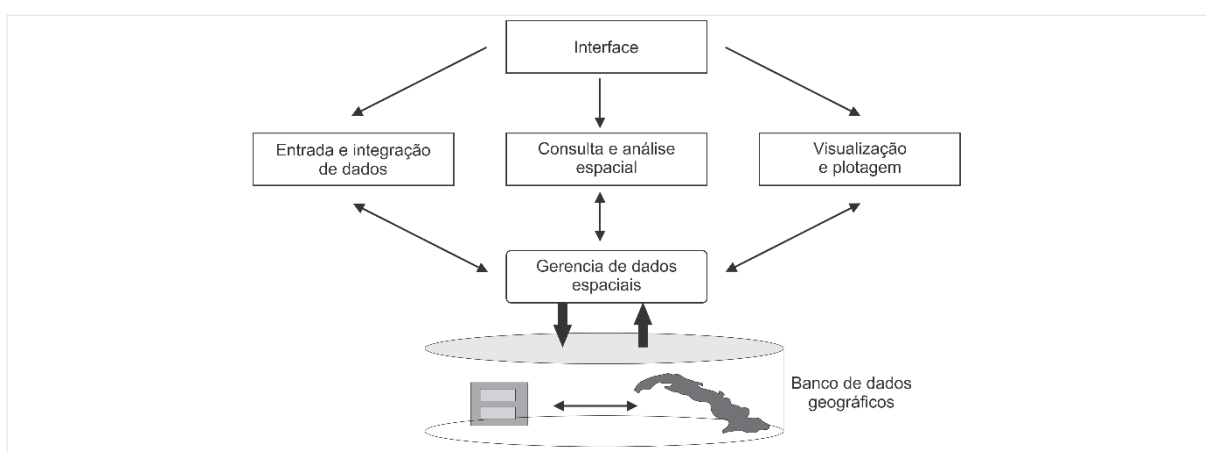 Interface
Entrada e integração
de dados
Consulta e análise
espacial
Visualização
e plotagem
Gerencia de dados
espaciais
Banco de dados
geográficos